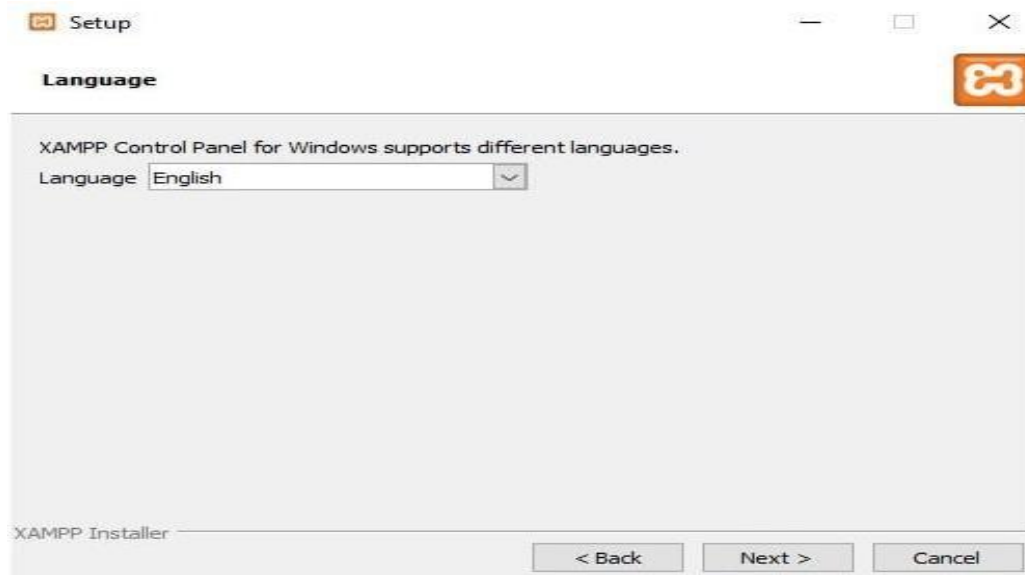 Setup
Language
XAMPP Control Panel for Windows supports different languages.
Language English
XAMPP Installer
< Back Next > Cancel